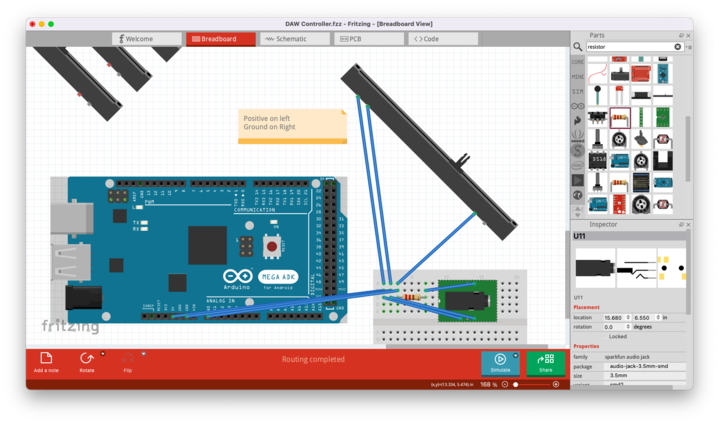 DAW Controller.fzz - Fritzing - [Breadboard View]
Welcome
Breadboard
Schematic
PCB
Code
Parts
resistor
CORE
MINE
SIM
Positive on left
Ground on Right
PWM
COMMUNICATION
L
TX
RX
ON
RESET
Arduino
MEGA ADK
for Android
DIGITAL
ANALOG IN
fritzing
Inspector
U11
U11
Placement
location 15.680 6.550 in
rotation 0.0 degrees
Locked
Properties
family sparkfun audio jack
package audio-jack-3.5mm-smd
size 3.5mm
Add a note
Rotate
Flip
Routing completed
Simulate
Share
168 %